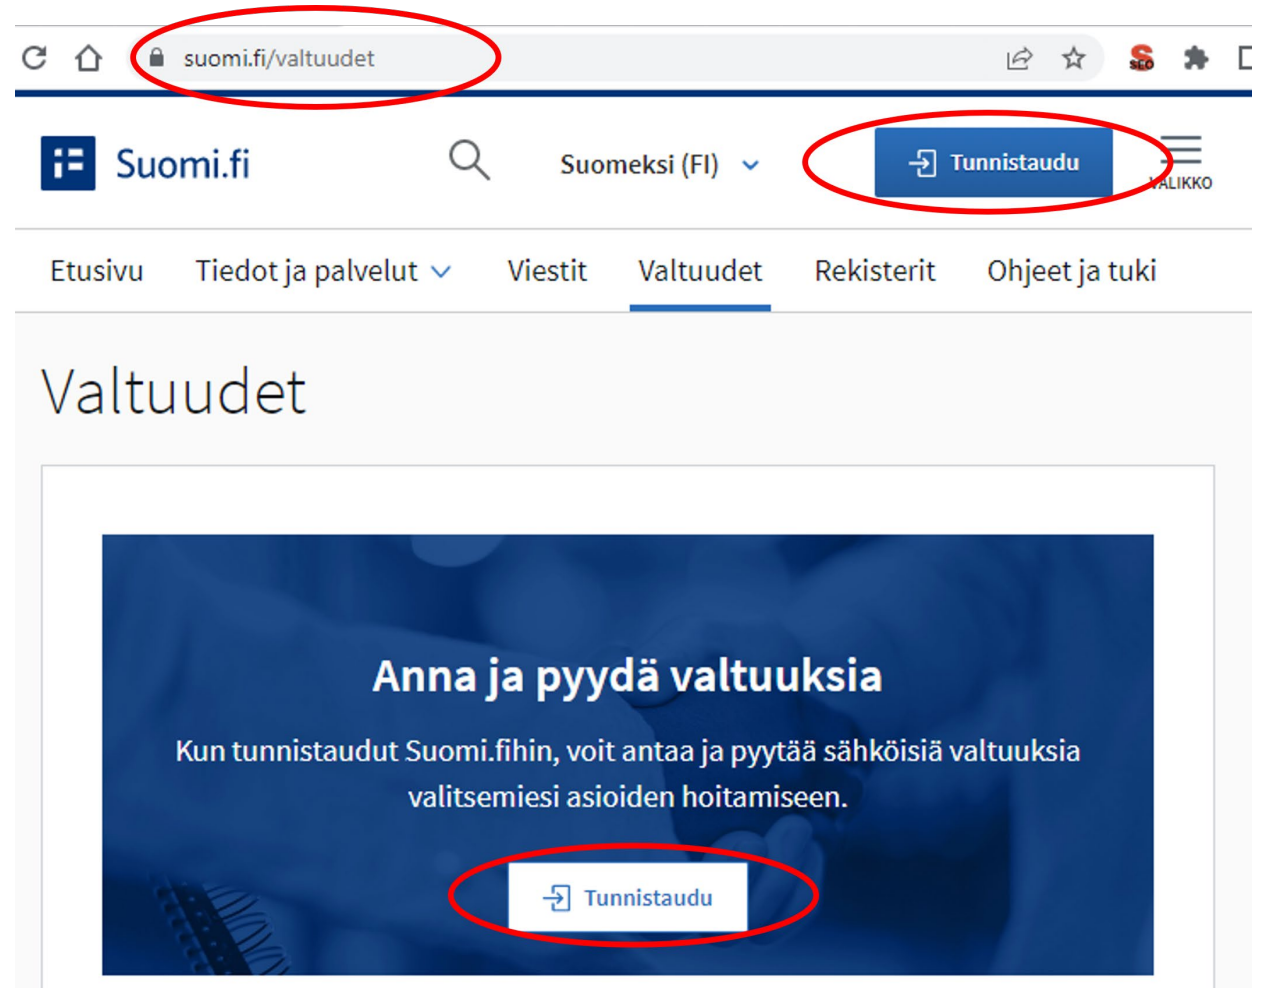 suomi.fi/valtuudet
SEO
Suomi.fi
Suomeksi (FI)
Tunnistaudu
VALIKKO
Etusivu Tiedot ja palvelut Viestit Valtuudet Rekisterit Ohjeet ja tuki
Valtuudet
Anna ja pyydä valtuuksia
Kun tunnistaudut Suomi.fihin, voit antaa ja pyytää sähköisiä valtuuksia
valitsemiesi asioiden hoitamiseen.
Tunnistaudu